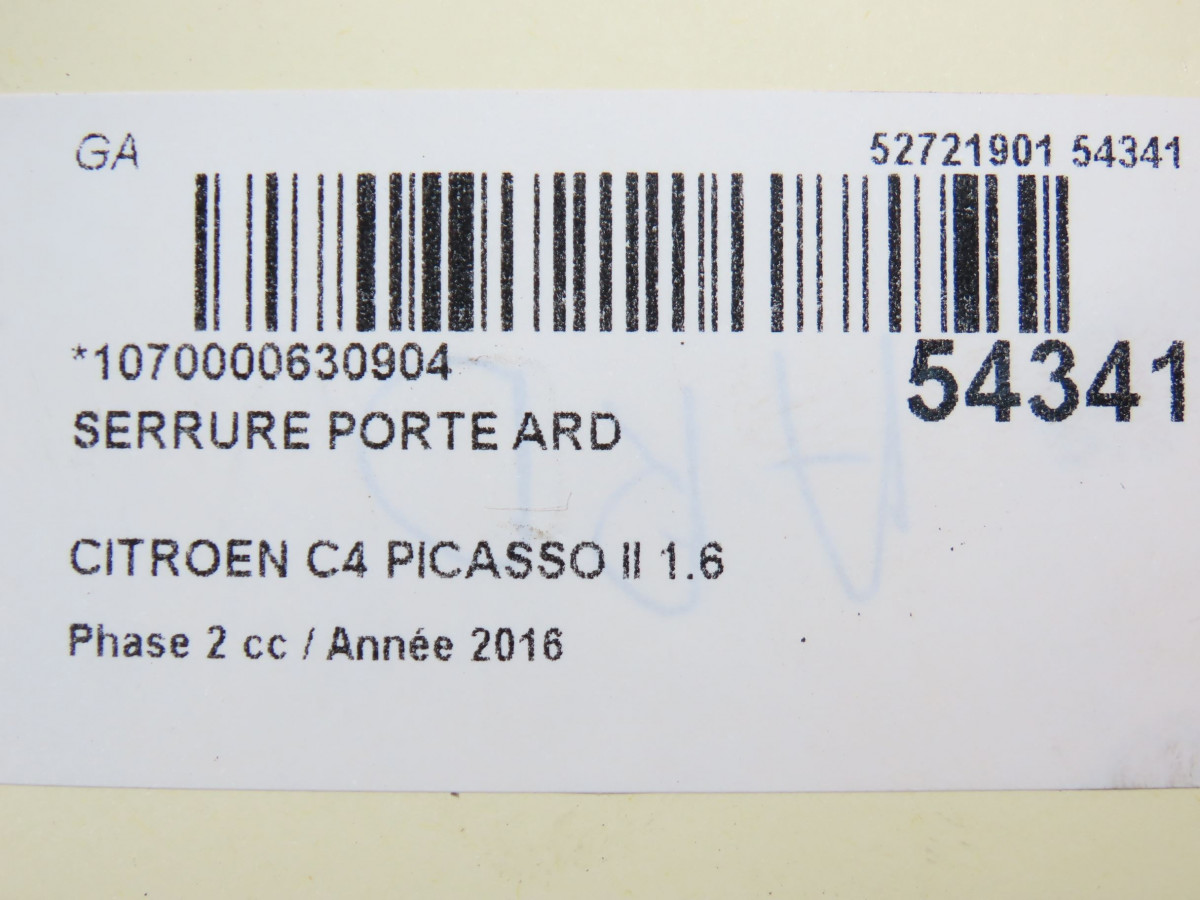 GA
52721901 54341
*1070000630904
54341
SERRURE PORTE ARD
CITROEN C4 PICASSO II 1.6
Phase 2 cc / Année 2016